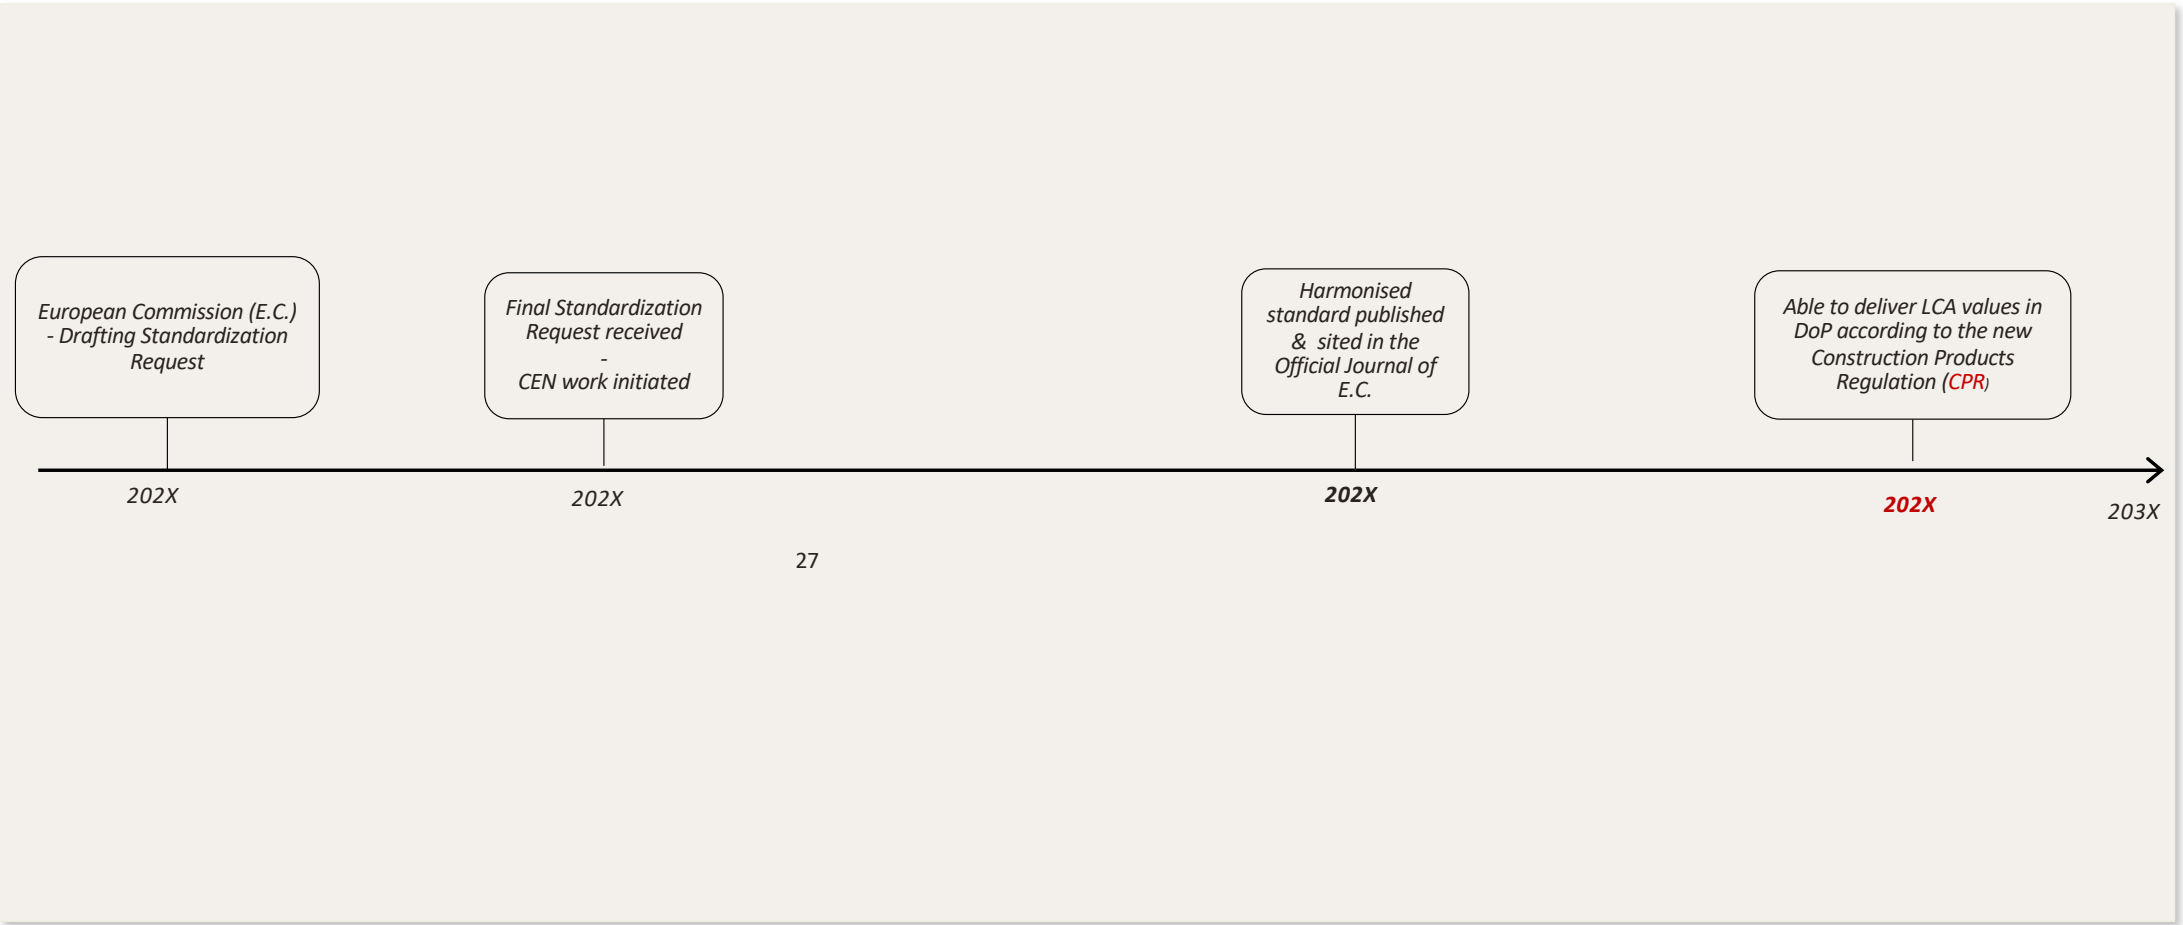 European Commission (E.C.)
- Drafting Standardization
Request
Final Standardization
Request received
-
CEN work initiated
Harmonised
standard published
&  sited in the
Official Journal of
E.C.
Able to deliver LCA values in
DoP according to the new
Construction Products
Regulation (CPR)
202X
202X
202X
202X
203X
27